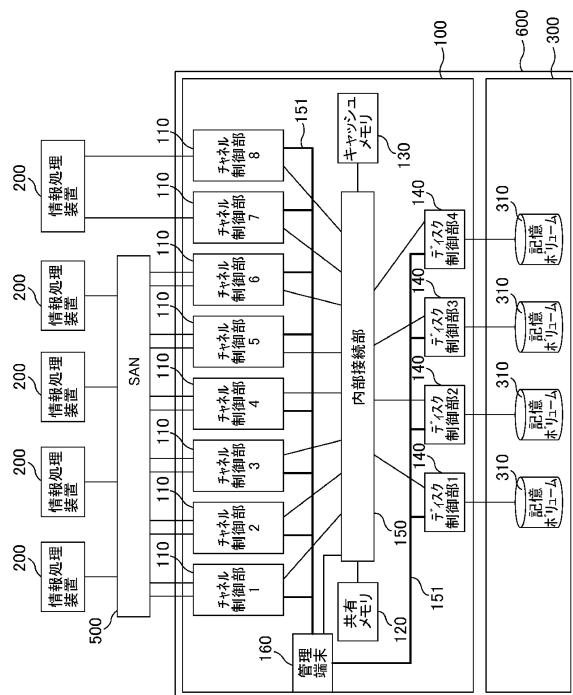 200
情報処理
装置
200
情報処理
装置
200
情報処理
装置
200
情報処理
装置
200
情報処理
装置
500
SAN
110
チャネル
制御部
1
110
チャネル
制御部
2
110
チャネル
制御部
3
110
チャネル
制御部
4
110
チャネル
制御部
5
110
チャネル
制御部
6
110
チャネル
制御部
7
110
チャネル
制御部
8
151
160
管理
端末
共有
メモリ
120
内部接続部
150
キャッシュ
メモリ
130
100
151
140
ディスク
制御部1
140
ディスク
制御部2
140
ディスク
制御部3
140
ディスク
制御部4
310
記憶
ボリューム
310
記憶
ボリューム
310
記憶
ボリューム
310
記憶
ボリューム
600
300